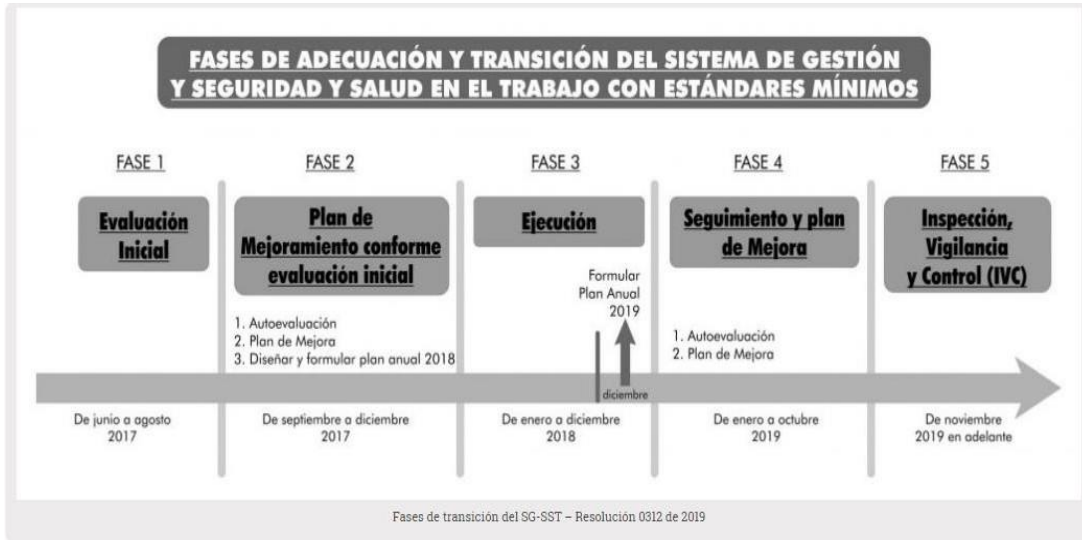 FASES DE ADECUACIÓN Y TRANSICIÓN DEL SISTEMA DE GESTIÓN
Y SEGURIDAD Y SALUD EN EL TRABAJO CON ESTÁNDARES MÍNIMOS
FASE 1
Evaluación
Inicial
De junio a agosto
2017
FASE 2
Plan de
Mejoramiento conforme
evaluación inicial
1. Autoevaluación
2. Plan de Mejora
3. Diseñar y formular plan anual 2018
De septiembre a diciembre
2017
FASE 3
Ejecución
Formular
Plan Anual
2019
diciembre
De enero a diciembre
2018
FASE 4
Seguimiento y plan
de Mejora
1. Autoevaluación
2. Plan de Mejora
De enero a octubre
2019
FASE 5
Inspección,
Vigilancia
y Control (IVC)
De noviembre
2019 en adelante
Fases de transición del SG-SST – Resolución 0312 de 2019